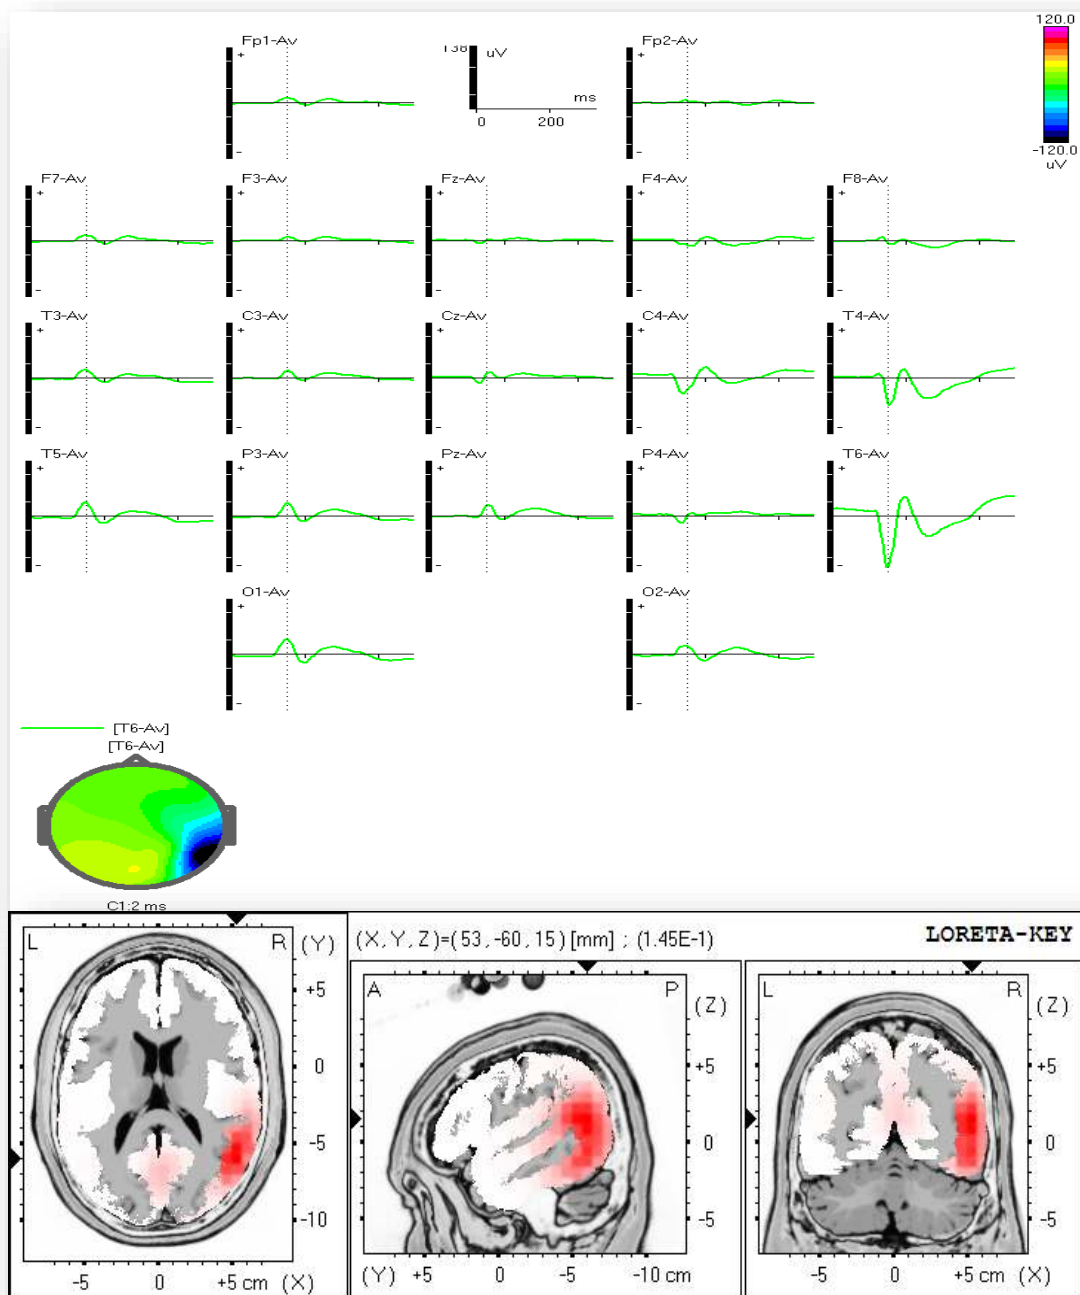 120.0
-120.0
uV
Fp1-Av
+
-
uV
ms
0 200
Fp2-Av
+
-
F7-Av
+
-
F3-Av
+
-
Fz-Av
+
-
F4-Av
+
-
F8-Av
+
-
T3-Av
+
-
C3-Av
+
-
Cz-Av
+
-
C4-Av
+
-
T4-Av
+
-
T5-Av
+
-
P3-Av
+
-
Pz-Av
+
-
P4-Av
+
-
T6-Av
+
-
O1-Av
+
-
O2-Av
+
-
[T6-Av]
[T6-Av]
C1:2 ms
(X,Y,Z)=(53,-60,15) [mm] ; (1.45E-1)
LORETA-KEY
L R (Y)
+5
0
-5
-10
-5 0 +5 cm (X)
A P (Z)
+5
0
-5
(Y) +5 0 -5 -10 cm
L R (Z)
+5
0
-5
-5 0 +5 cm (X)